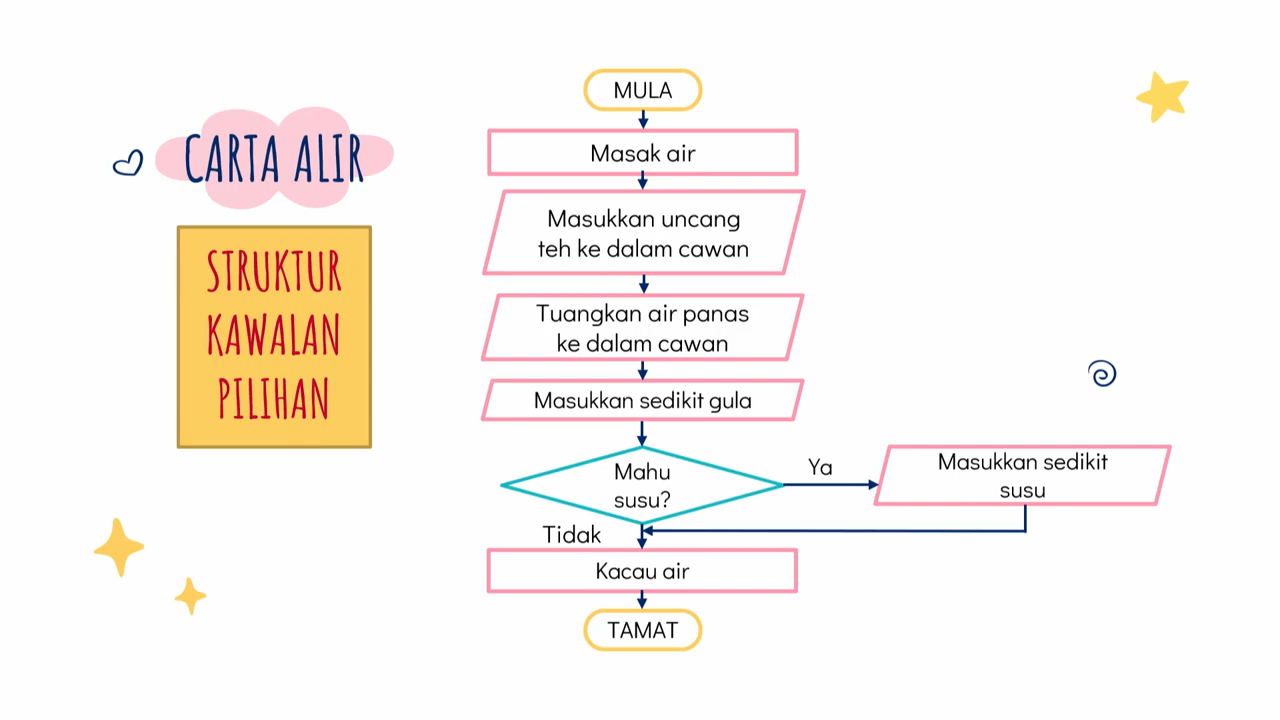 CARTA ALIR
STRUKTUR
KAWALAN
PILIHAN
MULA
Masak air
Masukkan uncang
teh ke dalam cawan
Tuangkan air panas
ke dalam cawan
Masukkan sedikit gula
Mahu
susu?
Ya
Masukkan sedikit
susu
Tidak
Kacau air
TAMAT